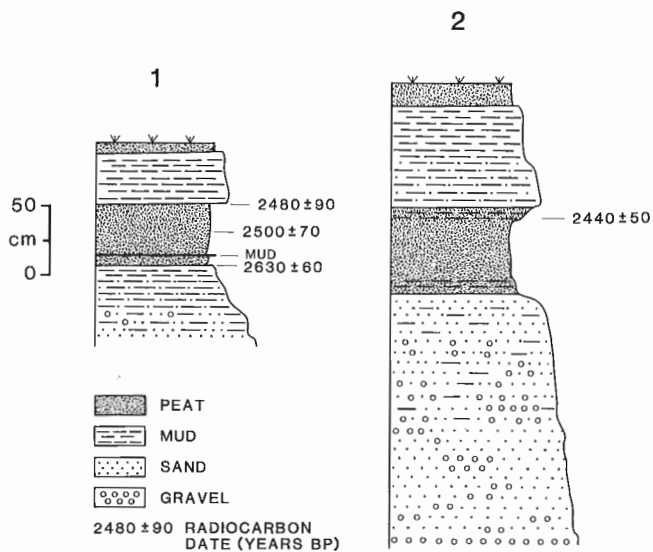 2
1
50
cm
0
2480±90
2500±70
MUD
2630±60
2440±50
PEAT
MUD
SAND
GRAVEL
2480±90 RADIOCARBON
DATE (YEARS BP)